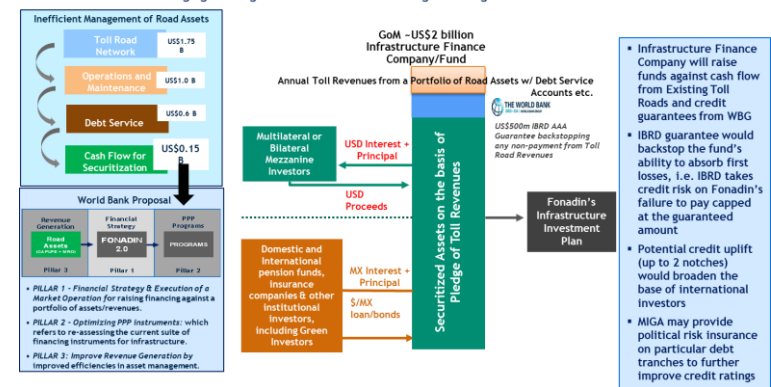 Inefficient Management of Road Assets
Toll Road
Network
US$1.75
B
Operations and
Maintenance
US$1.0 B
Debt Service
US$0.6 B
Cash Flow for
Securitization
US$0.15
B
World Bank Proposal
Revenue
Generation
Financial
Strategy
PPP
Programs
Road
Assets
FONADIN
2.0
PROGRAMS
Pillar 3
Pillar 1
Pillar 2
• PILLAR 1 - Financial Strategy & Execution of a
Market Operation for raising financing against a
portfolio of assets/revenues.
• PILLAR 2 - Optimizing PPP instruments: which
refers to re-assessing the current suite of
financing instruments for infrastructure.
• PILLAR 3: Improve Revenue Generation by
improved efficiencies in asset management.
GoM ~US$2 billion
Infrastructure Finance
Company/Fund
Annual Toll Revenues from a Portfolio of Road Assets w/ Debt Service
Accounts etc.
THE WORLD BANK
US$500m IBRD AAA
Guarantee backstopping
any non-payment from Toll
Road Revenues
Multilateral or
Bilateral
Mezzanine
Investors
USD Interest +
Principal
USD
Proceeds
Securitized Assets on the basis of
Pledge of Toll Revenues
Fonadin's
Infrastructure
Investment
Plan
Domestic and
International
pension funds,
insurance
companies & other
institutional
investors,
including Green
Investors
MX Interest +
Principal
$/MX
loan/bonds
▪ Infrastructure Finance
Company will raise
funds against cash flow
from Existing Toll
Roads and credit
guarantees from WBG
▪ IBRD guarantee would
backstop the fund's
ability to absorb first
losses, i.e. IBRD takes
credit risk on Fonadin's
failure to pay capped
at the guaranteed
amount
▪ Potential credit uplift
(up to 2 notches)
would broaden the
base of international
investors
▪ MIGA may provide
political risk insurance
on particular debt
tranches to further
improve credit ratings